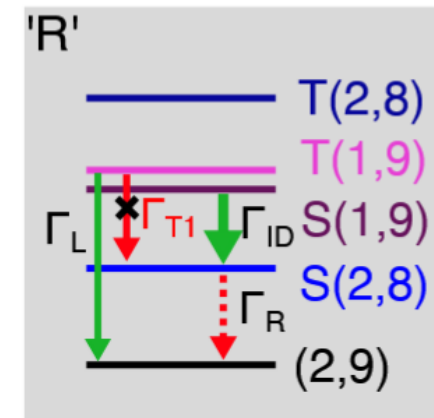 'R'
T(2,8)
T(1,9)
Γ_T1
S(1,9)
Γ_L
Γ_ID
S(2,8)
Γ_R
(2,9)